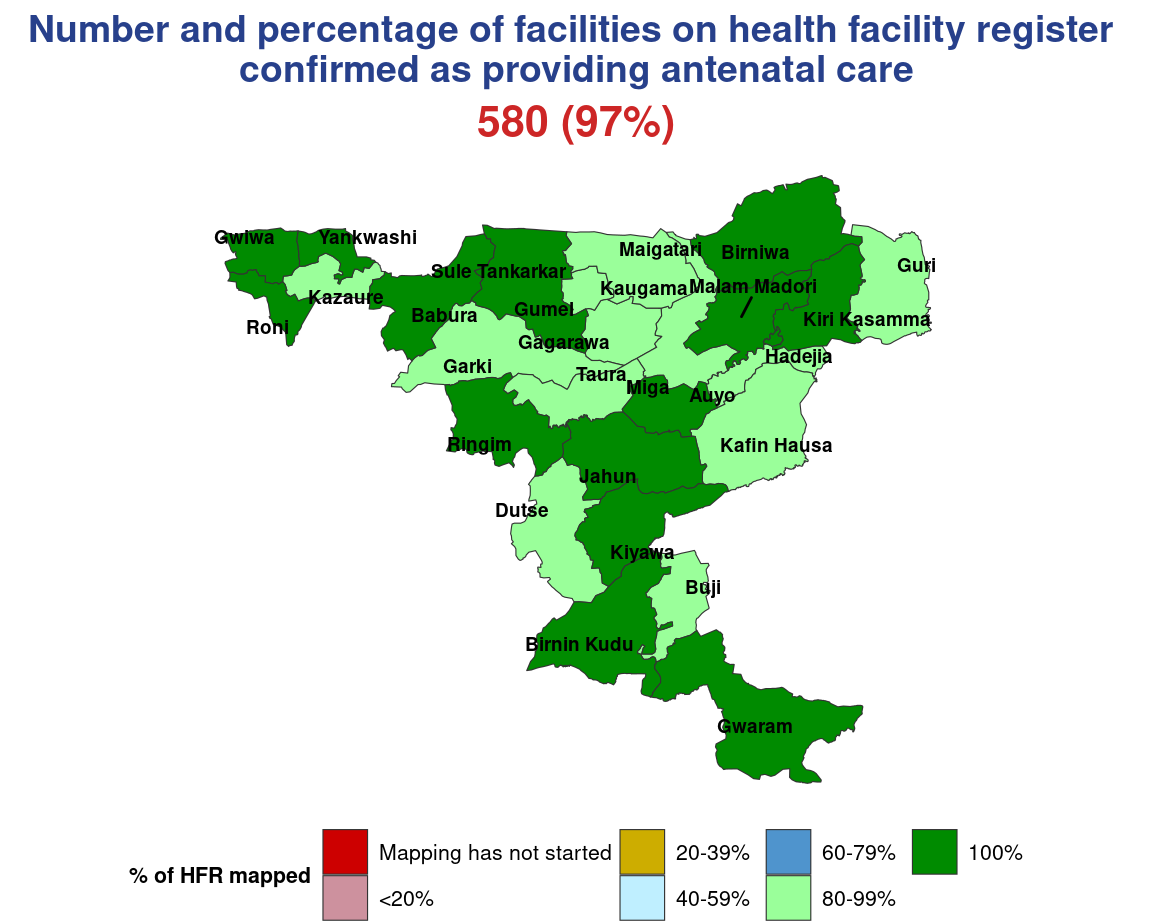 Number and percentage of facilities on health facility register
confirmed as providing antenatal care
580 (97%)
Gwiwa
Yankwashi
Maigatari
Birniwa
Guri
Sule Tankarkar
Kazaure
Kaugama
Malam Madori
Roni
Babura
Gumel
Kiri Kasamma
Gagarawa
Hadejia
Garki
Taura
Miga
Auyo
Ringim
Kafin Hausa
Jahun
Dutse
Kiyawa
Buji
Birnin Kudu
Gwaram
% of HFR mapped
Mapping has not started
<20%
20-39%
40-59%
60-79%
80-99%
100%